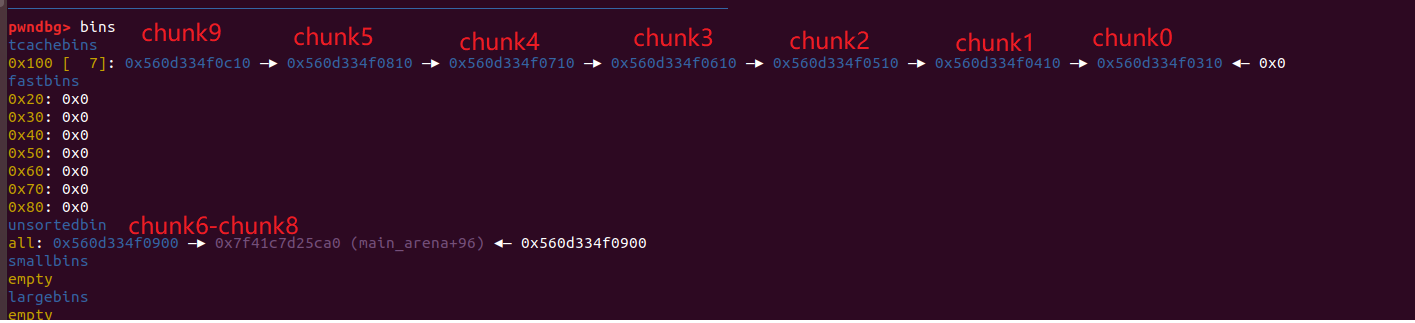 pwndbg> bins
chunk9 chunk5 chunk4 chunk3 chunk2 chunk1 chunk0
tcachebins
0x100 [  7]: 0x560d334f0c10 —▸ 0x560d334f0810 —▸ 0x560d334f0710 —▸ 0x560d334f0610 —▸ 0x560d334f0510 —▸ 0x560d334f0410 —▸ 0x560d334f0310 ◂— 0x0
fastbins
0x20: 0x0
0x30: 0x0
0x40: 0x0
0x50: 0x0
0x60: 0x0
0x70: 0x0
0x80: 0x0
unsortedbin chunk6-chunk8
all: 0x560d334f0900 —▸ 0x7f41c7d25ca0 (main_arena+96) ◂— 0x560d334f0900
smallbins
empty
largebins
empty